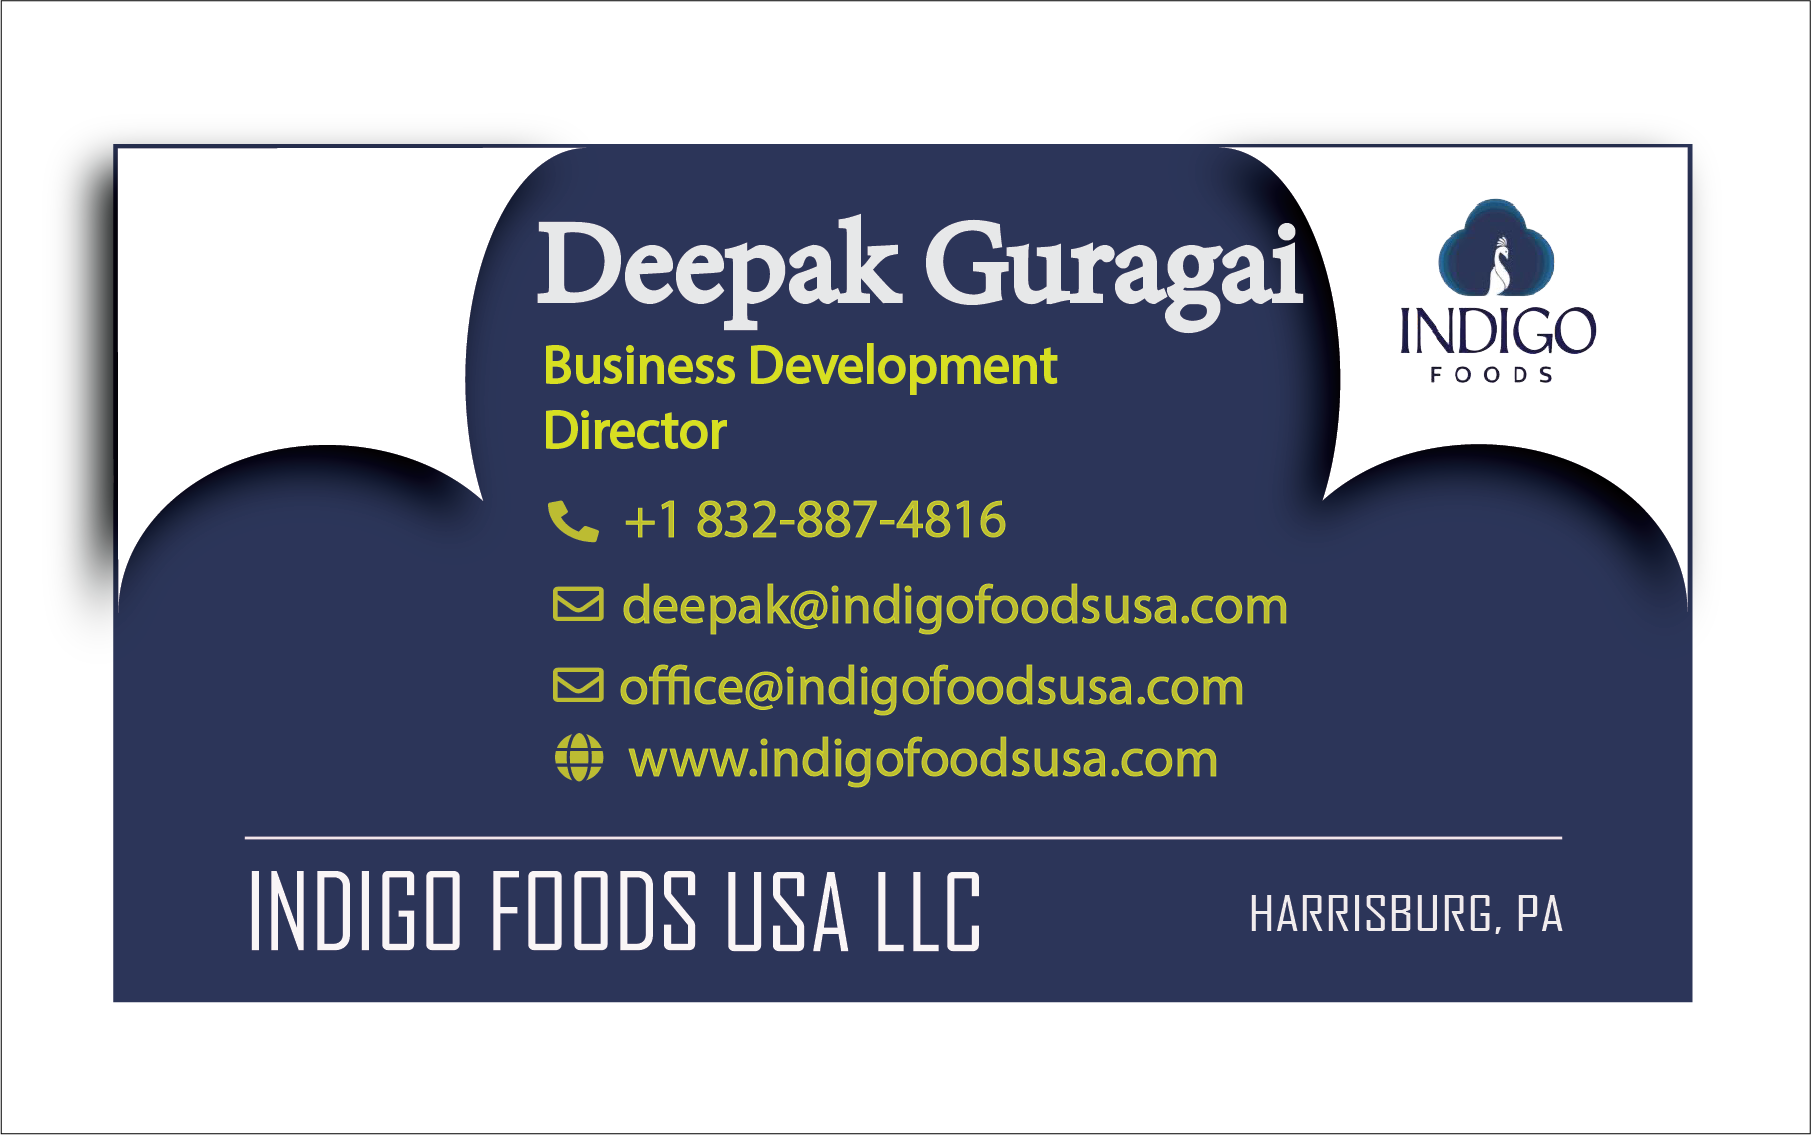 Deepak Guragai
Business Development
Director
INDIGO
FOODS
+1 832-887-4816
deepak@indigofoodsusa.com
office@indigofoodsusa.com
www.indigofoodsusa.com
INDIGO FOODS USA LLC
HARRISBURG, PA